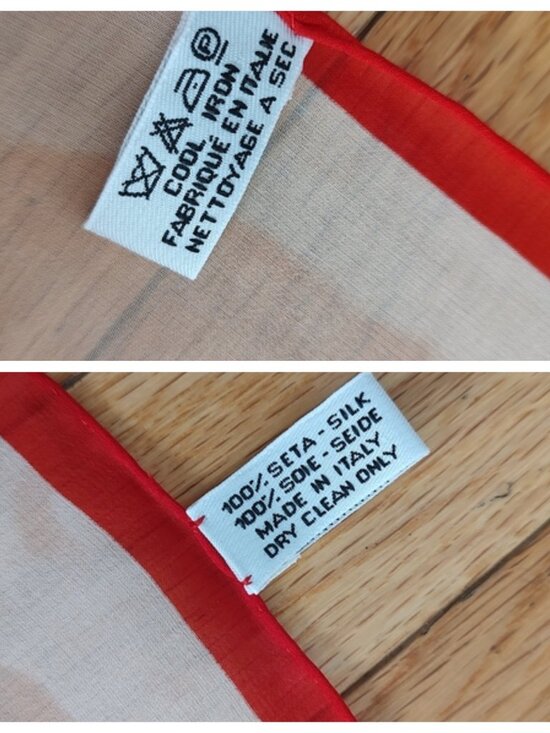 COOL IRON
FABRIQUÉ EN ITALIE
NETTOYAGE A SEC
100% SETA - SILK
100% SOIE - SEIDE
MADE IN ITALY
DRY CLEAN ONLY